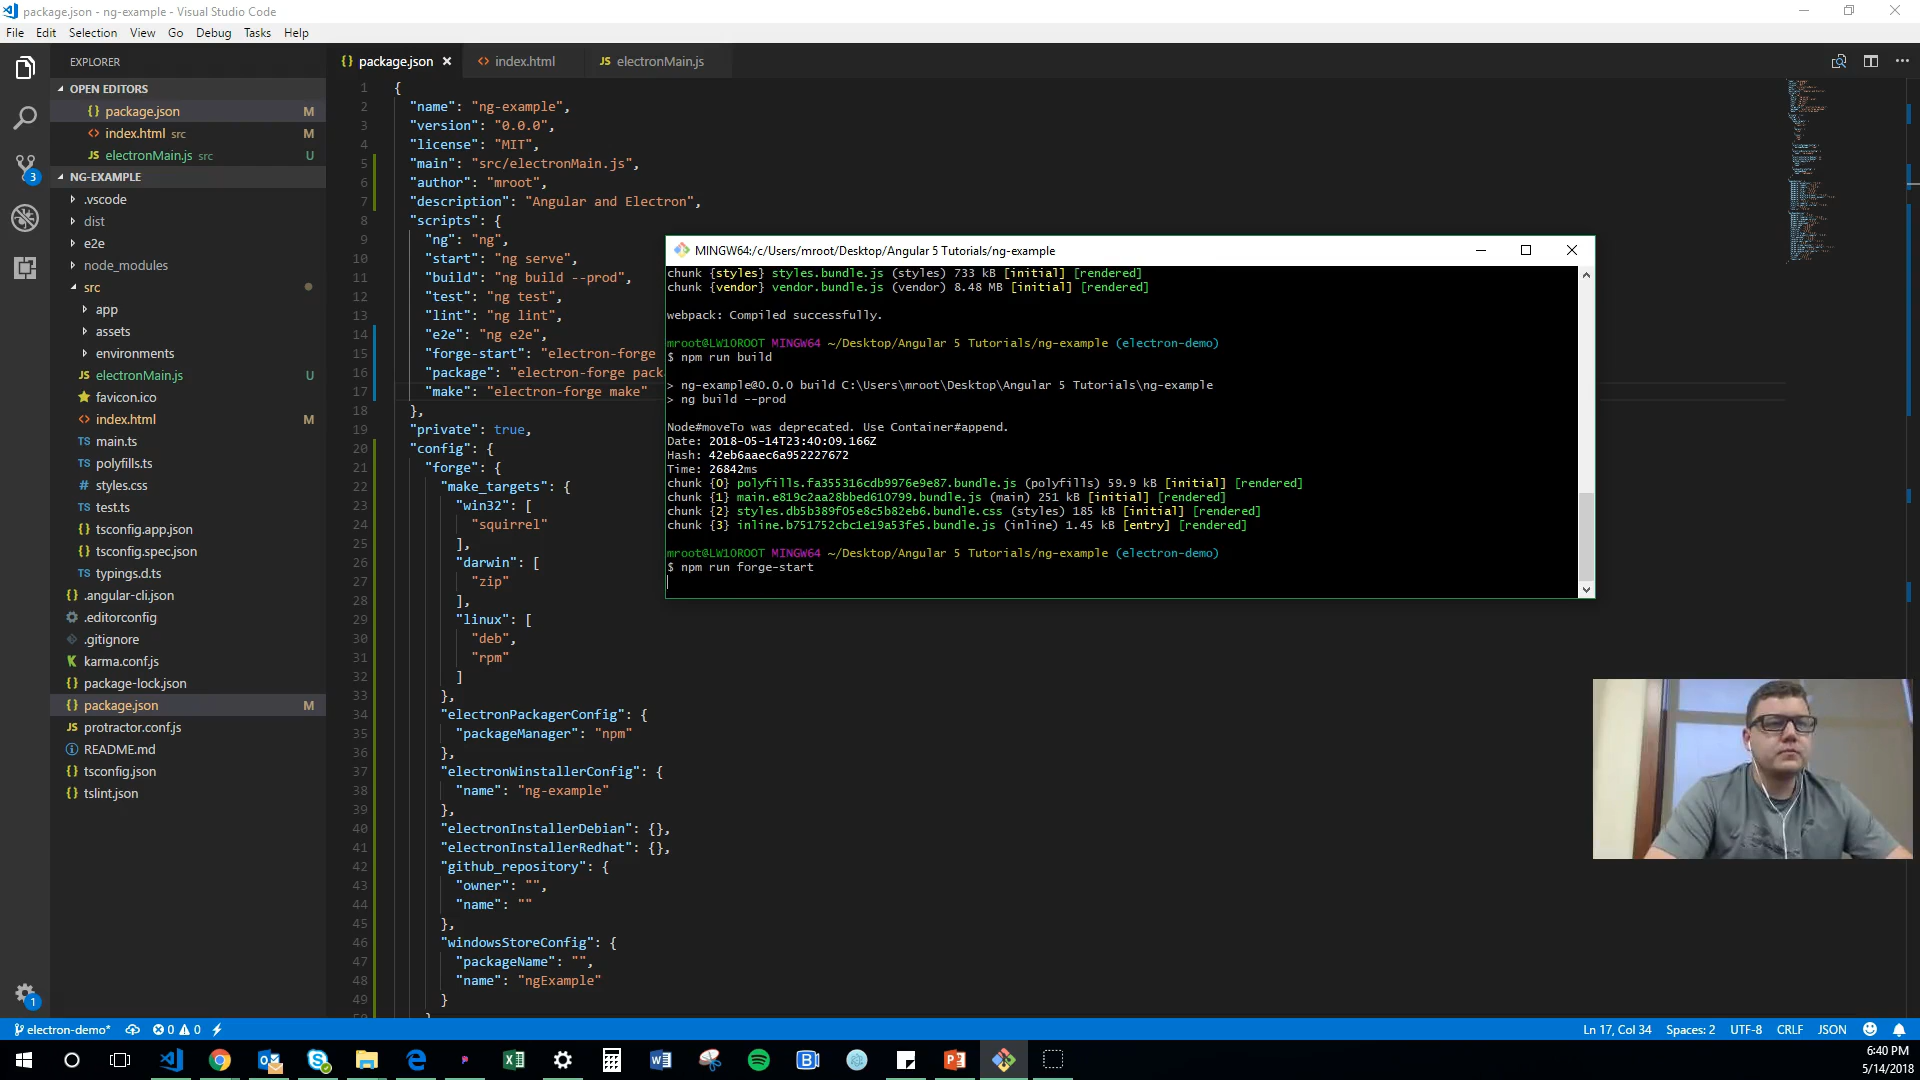 package.json - ng-example - Visual Studio Code
File Edit Selection View Go Debug Tasks Help
EXPLORER
OPEN EDITORS
{} package.json M
<> index.html src M
JS electronMain.js src U
NG-EXAMPLE
.vscode
dist
e2e
node_modules
src
app
assets
environments
JS electronMain.js U
favicon.ico
<> index.html M
TS main.ts
TS polyfills.ts
# styles.css
TS test.ts
{} tsconfig.app.json
{} tsconfig.spec.json
TS typings.d.ts
{} .angular-cli.json
.editorconfig
.gitignore
K karma.conf.js
{} package-lock.json
{} package.json M
JS protractor.conf.js
README.md
{} tsconfig.json
{} tslint.json
3
1
{} package.json <> index.html JS electronMain.js
1 {
2 "name": "ng-example",
3 "version": "0.0.0",
4 "license": "MIT",
5 "main": "src/electronMain.js",
6 "author": "mroot",
7 "description": "Angular and Electron",
8 "scripts": {
9 "ng": "ng",
10 "start": "ng serve",
11 "build": "ng build --prod",
12 "test": "ng test",
13 "lint": "ng lint",
14 "e2e": "ng e2e",
15 "forge-start": "electron-forge
16 "package": "electron-forge pack
17 "make": "electron-forge make"
18 },
19 "private": true,
20 "config": {
21 "forge": {
22 "make_targets": {
23 "win32": [
24 "squirrel"
25 ],
26 "darwin": [
27 "zip"
28 ],
29 "linux": [
30 "deb",
31 "rpm"
32 ]
33 },
34 "electronPackagerConfig": {
35 "packageManager": "npm"
36 },
37 "electronWinstallerConfig": {
38 "name": "ng-example"
39 },
40 "electronInstallerDebian": {},
41 "electronInstallerRedhat": {},
42 "github_repository": {
43 "owner": "",
44 "name": ""
45 },
46 "windowsStoreConfig": {
47 "packageName": "",
48 "name": "ngExample"
49 }
MINGW64:/c/Users/mroot/Desktop/Angular 5 Tutorials/ng-example
chunk {styles} styles.bundle.js (styles) 733 kB [initial] [rendered]
chunk {vendor} vendor.bundle.js (vendor) 8.48 MB [initial] [rendered]
webpack: Compiled successfully.
mroot@LW10ROOT MINGW64 ~/Desktop/Angular 5 Tutorials/ng-example (electron-demo)
$ npm run build
> ng-example@0.0.0 build C:\Users\mroot\Desktop\Angular 5 Tutorials\ng-example
> ng build --prod
Node#moveTo was deprecated. Use Container#append.
Date: 2018-05-14T23:40:09.166Z
Hash: 42eb6aaec6a952227672
Time: 26842ms
chunk {0} polyfills.fa355316cdb9976e9e87.bundle.js (polyfills) 59.9 kB [initial] [rendered]
chunk {1} main.e819c2aa28bbed610799.bundle.js (main) 251 kB [initial] [rendered]
chunk {2} styles.db5b389f05e8c5b82eb6.bundle.css (styles) 185 kB [initial] [rendered]
chunk {3} inline.b751752cbc1e19a53fe5.bundle.js (inline) 1.45 kB [entry] [rendered]
mroot@LW10ROOT MINGW64 ~/Desktop/Angular 5 Tutorials/ng-example (electron-demo)
$ npm run forge-start
electron-demo* 0 0 Ln 17, Col 34 Spaces: 2 UTF-8 CRLF JSON
6:40 PM
5/14/2018